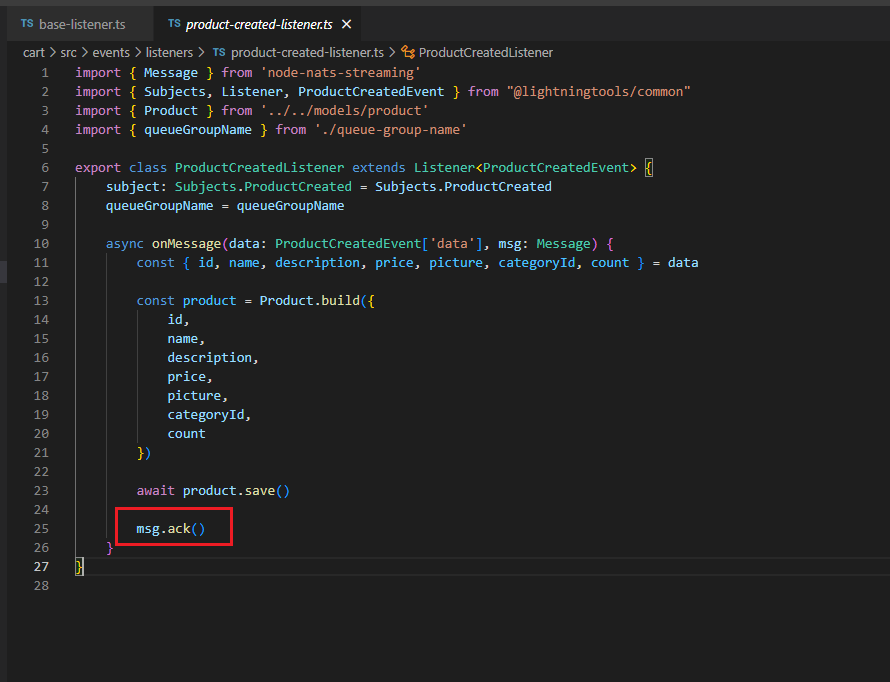 TS base-listener.ts TS product-created-listener.ts ×
cart > src > events > listeners > TS product-created-listener.ts > ProductCreatedListener
1 import { Message } from 'node-nats-streaming'
2 import { Subjects, Listener, ProductCreatedEvent } from "@lightningtools/common"
3 import { Product } from '../../models/product'
4 import { queueGroupName } from './queue-group-name'
5
6 export class ProductCreatedListener extends Listener<ProductCreatedEvent> {
7     subject: Subjects.ProductCreated = Subjects.ProductCreated
8     queueGroupName = queueGroupName
9
10     async onMessage(data: ProductCreatedEvent['data'], msg: Message) {
11         const { id, name, description, price, picture, categoryId, count } = data
12
13         const product = Product.build({
14             id,
15             name,
16             description,
17             price,
18             picture,
19             categoryId,
20             count
21         })
22
23         await product.save()
24
25         msg.ack()
26     }
27 }
28